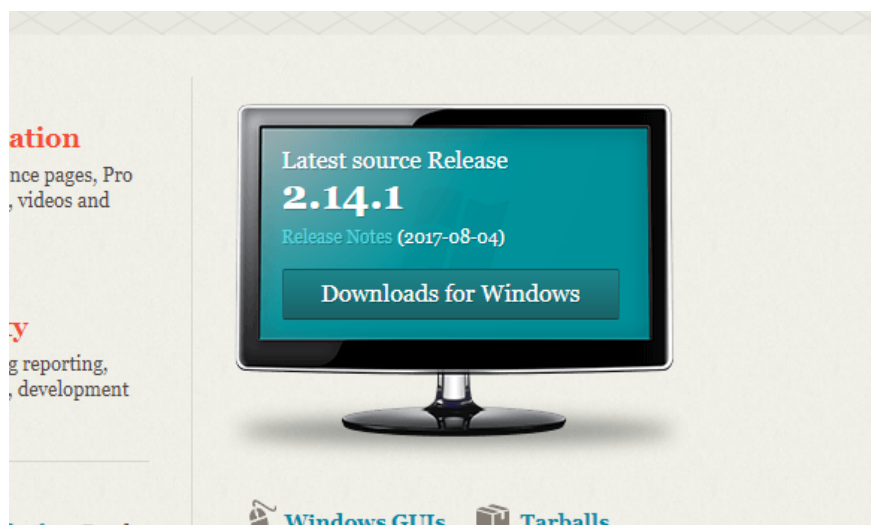 ation
nce pages, Pro
, videos and
ty
g reporting,
, development
Latest source Release
2.14.1
Release Notes (2017-08-04)
Downloads for Windows
Windows GUIs
Tarballs